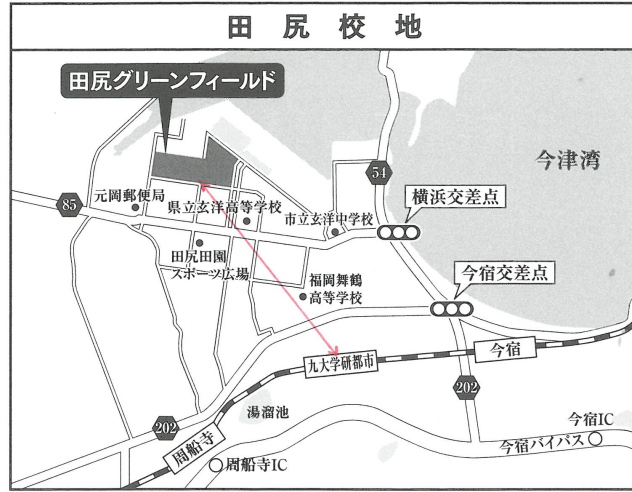 田尻校地
田尻グリーンフィールド
今津湾
54
横浜交差点
元岡郵便局
県立玄洋高等学校
市立玄洋中学校
85
田尻田園
スポーツ広場
今宿交差点
福岡舞鶴
高等学校
九大学研都市
今宿
202
湯溜池
202
周船寺
周船寺IC
今宿IC
今宿バイパス